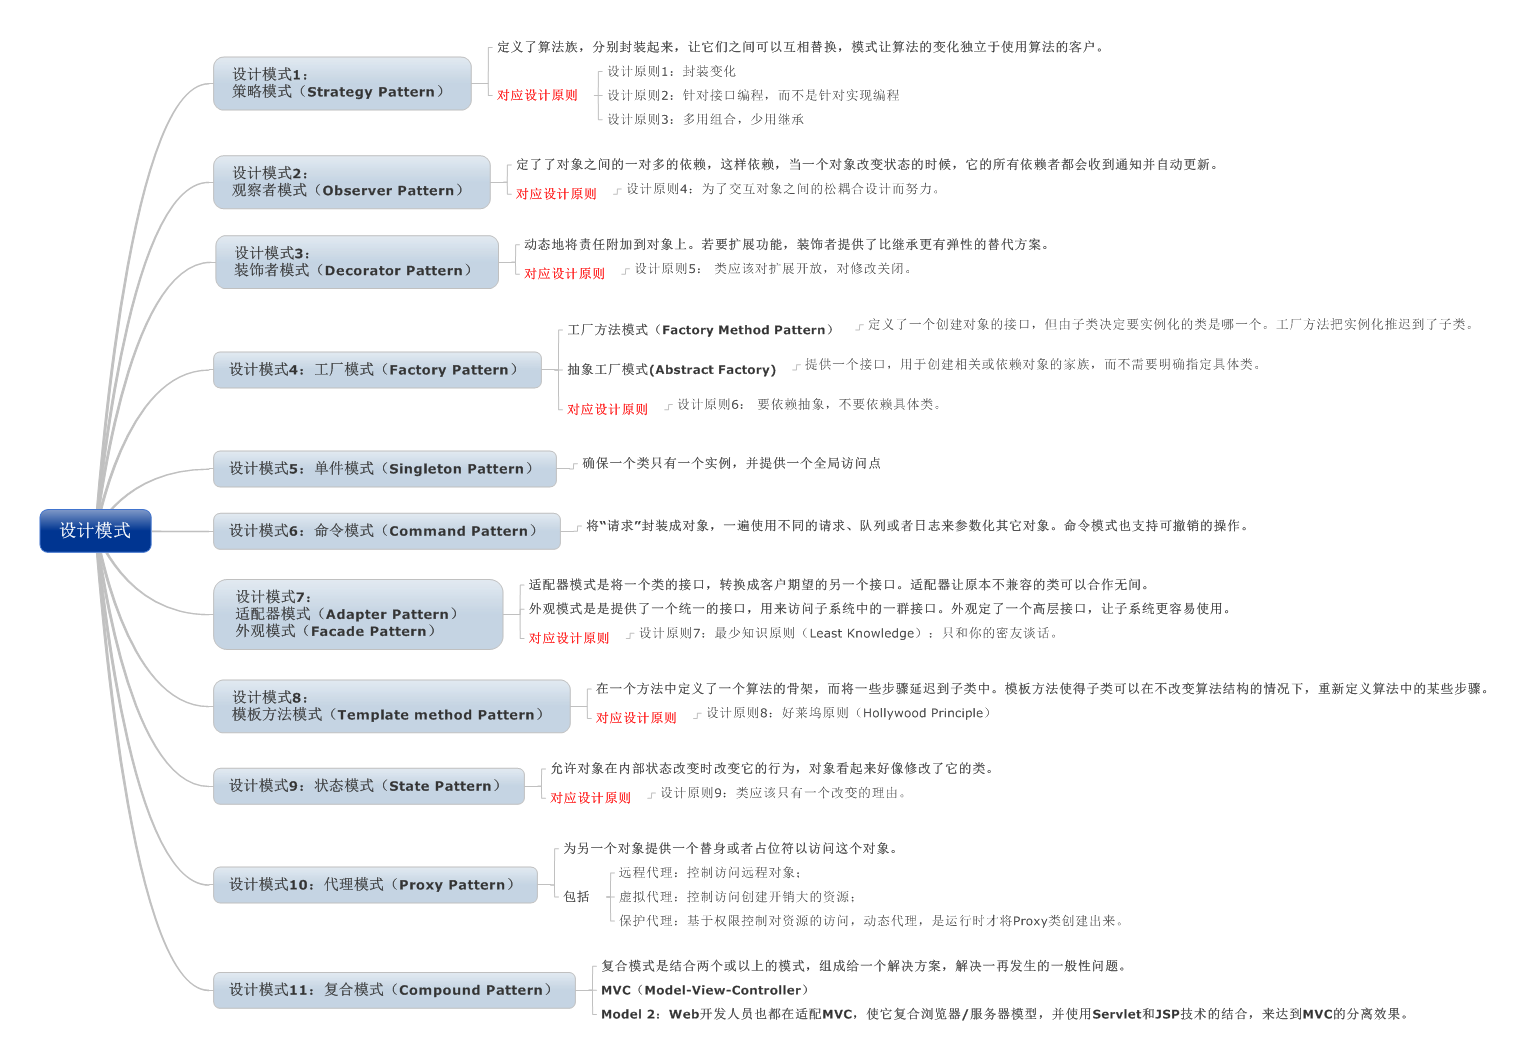 设计模式
设计模式1：
策略模式（Strategy Pattern）
定义了算法族，分别封装起来，让它们之间可以互相替换，模式让算法的变化独立于使用算法的客户。
对应设计原则
设计原则1：封装变化
设计原则2：针对接口编程，而不是针对实现编程
设计原则3：多用组合，少用继承
设计模式2：
观察者模式（Observer Pattern）
定了了对象之间的一对多的依赖，这样依赖，当一个对象改变状态的时候，它的所有依赖者都会收到通知并自动更新。
对应设计原则
设计原则4：为了交互对象之间的松耦合设计而努力。
设计模式3：
装饰者模式（Decorator Pattern）
动态地将责任附加到对象上。若要扩展功能，装饰者提供了比继承更有弹性的替代方案。
对应设计原则
设计原则5： 类应该对扩展开放，对修改关闭。
设计模式4：工厂模式（Factory Pattern）
工厂方法模式（Factory Method Pattern）
定义了一个创建对象的接口，但由子类决定要实例化的类是哪一个。工厂方法把实例化推迟到了子类。
抽象工厂模式(Abstract Factory)
提供一个接口，用于创建相关或依赖对象的家族，而不需要明确指定具体类。
对应设计原则
设计原则6： 要依赖抽象，不要依赖具体类。
设计模式5：单件模式（Singleton Pattern）
确保一个类只有一个实例，并提供一个全局访问点
设计模式6：命令模式（Command Pattern）
将“请求”封装成对象，一遍使用不同的请求、队列或者日志来参数化其它对象。命令模式也支持可撤销的操作。
设计模式7：
适配器模式（Adapter Pattern）
外观模式（Facade Pattern）
适配器模式是将一个类的接口，转换成客户期望的另一个接口。适配器让原本不兼容的类可以合作无间。
外观模式是是提供了一个统一的接口，用来访问子系统中的一群接口。外观定了一个高层接口，让子系统更容易使用。
对应设计原则
设计原则7：最少知识原则（Least Knowledge）：只和你的密友谈话。
设计模式8：
模板方法模式（Template method Pattern）
在一个方法中定义了一个算法的骨架，而将一些步骤延迟到子类中。模板方法使得子类可以在不改变算法结构的情况下，重新定义算法中的某些步骤。
对应设计原则
设计原则8：好莱坞原则（Hollywood Principle）
设计模式9：状态模式（State Pattern）
允许对象在内部状态改变时改变它的行为，对象看起来好像修改了它的类。
对应设计原则
设计原则9：类应该只有一个改变的理由。
设计模式10：代理模式（Proxy Pattern）
为另一个对象提供一个替身或者占位符以访问这个对象。
包括
远程代理：控制访问远程对象；
虚拟代理：控制访问创建开销大的资源；
保护代理：基于权限控制对资源的访问，动态代理，是运行时才将Proxy类创建出来。
设计模式11：复合模式（Compound Pattern）
复合模式是结合两个或以上的模式，组成给一个解决方案，解决一再发生的一般性问题。
MVC（Model-View-Controller）
Model 2：Web开发人员也都在适配MVC，使它复合浏览器/服务器模型，并使用Servlet和JSP技术的结合，来达到MVC的分离效果。